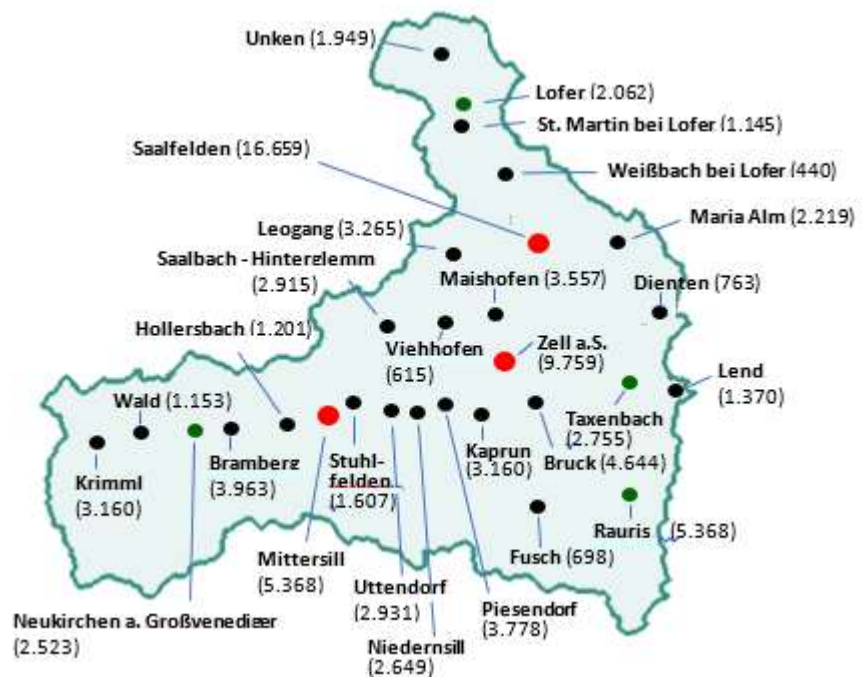 Unken (1.949)
Lofer (2.062)
St. Martin bei Lofer (1.145)
Saalfelden (16.659)
Weißbach bei Lofer (440)
Maria Alm (2.219)
Leogang (3.265)
Saalbach - Hinterglemm
(2.915)
Maishofen (3.557)
Dienten (763)
Hollersbach (1.201)
Viehhofen
(615)
Zell a.S.
(9.759)
Lend
(1.370)
Wald (1.153)
Taxenbach
(2.755)
Krimml
(3.160)
Bramberg
(3.963)
Stuhl-
felden
(1.607)
Kaprun
(3.160)
Bruck (4.644)
Mittersill
(5.368)
Fusch (698)
Rauris (5.368)
Uttendorf
(2.931)
Piesendorf
(3.778)
Neukirchen a. Großvenediger
(2.523)
Niedernsill
(2.649)